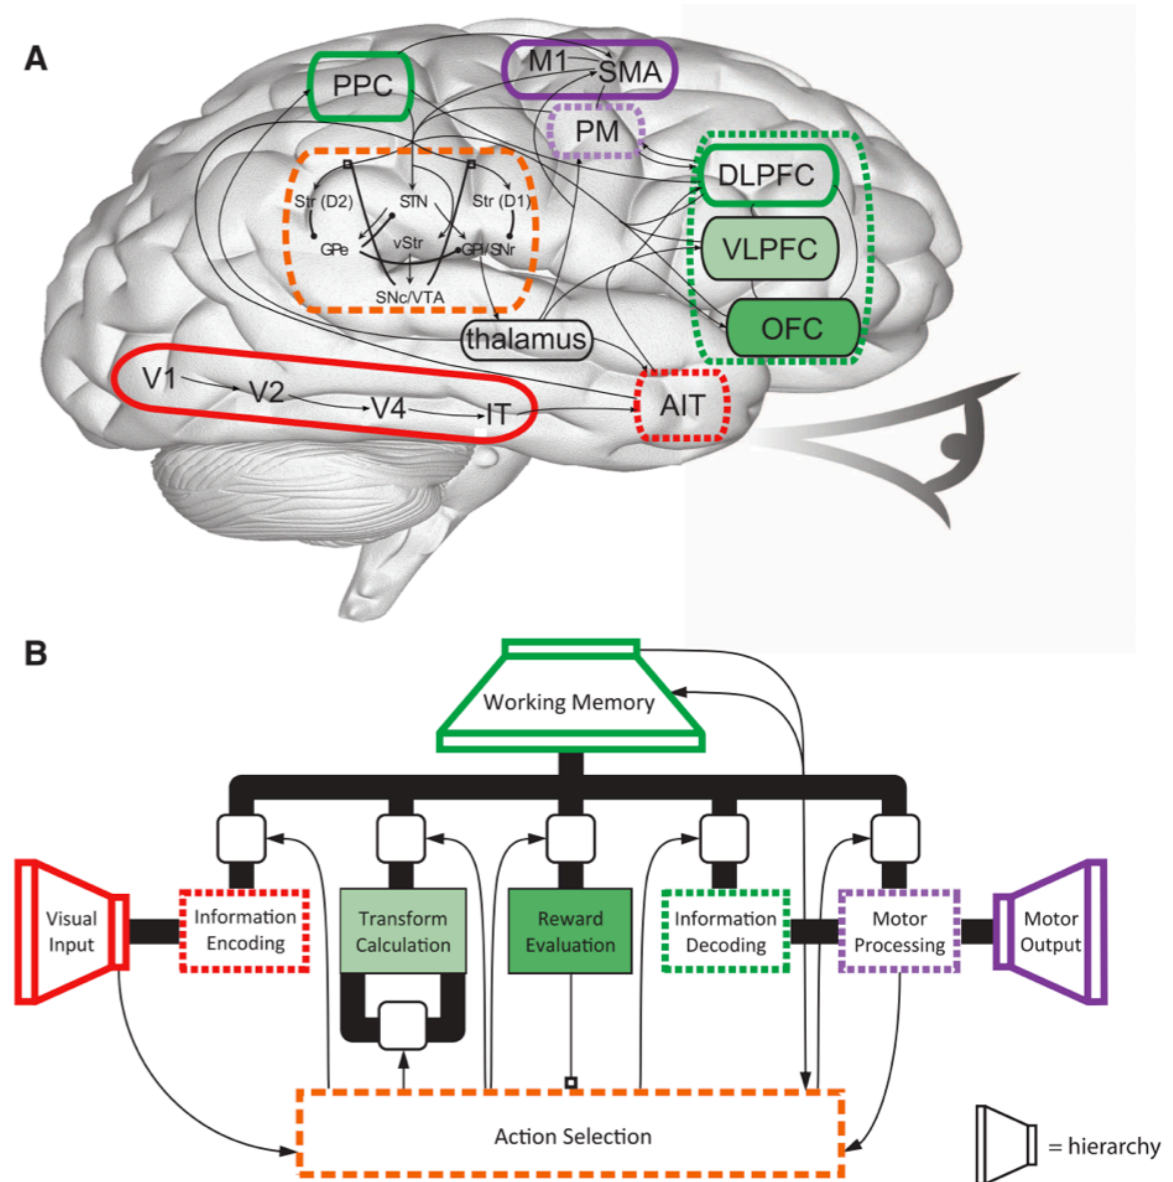 A
PPC
M1
SMA
PM
DLPFC
VLPFC
OFC
Str (D2)
STN
Str (D1)
GPe
vStr
GPi/SNr
SNc/VTA
thalamus
V1
V2
V4
IT
AIT
B
Working Memory
Visual
Input
Information
Encoding
Transform
Calculation
Reward
Evaluation
Information
Decoding
Motor
Processing
Motor
Output
Action Selection
= hierarchy